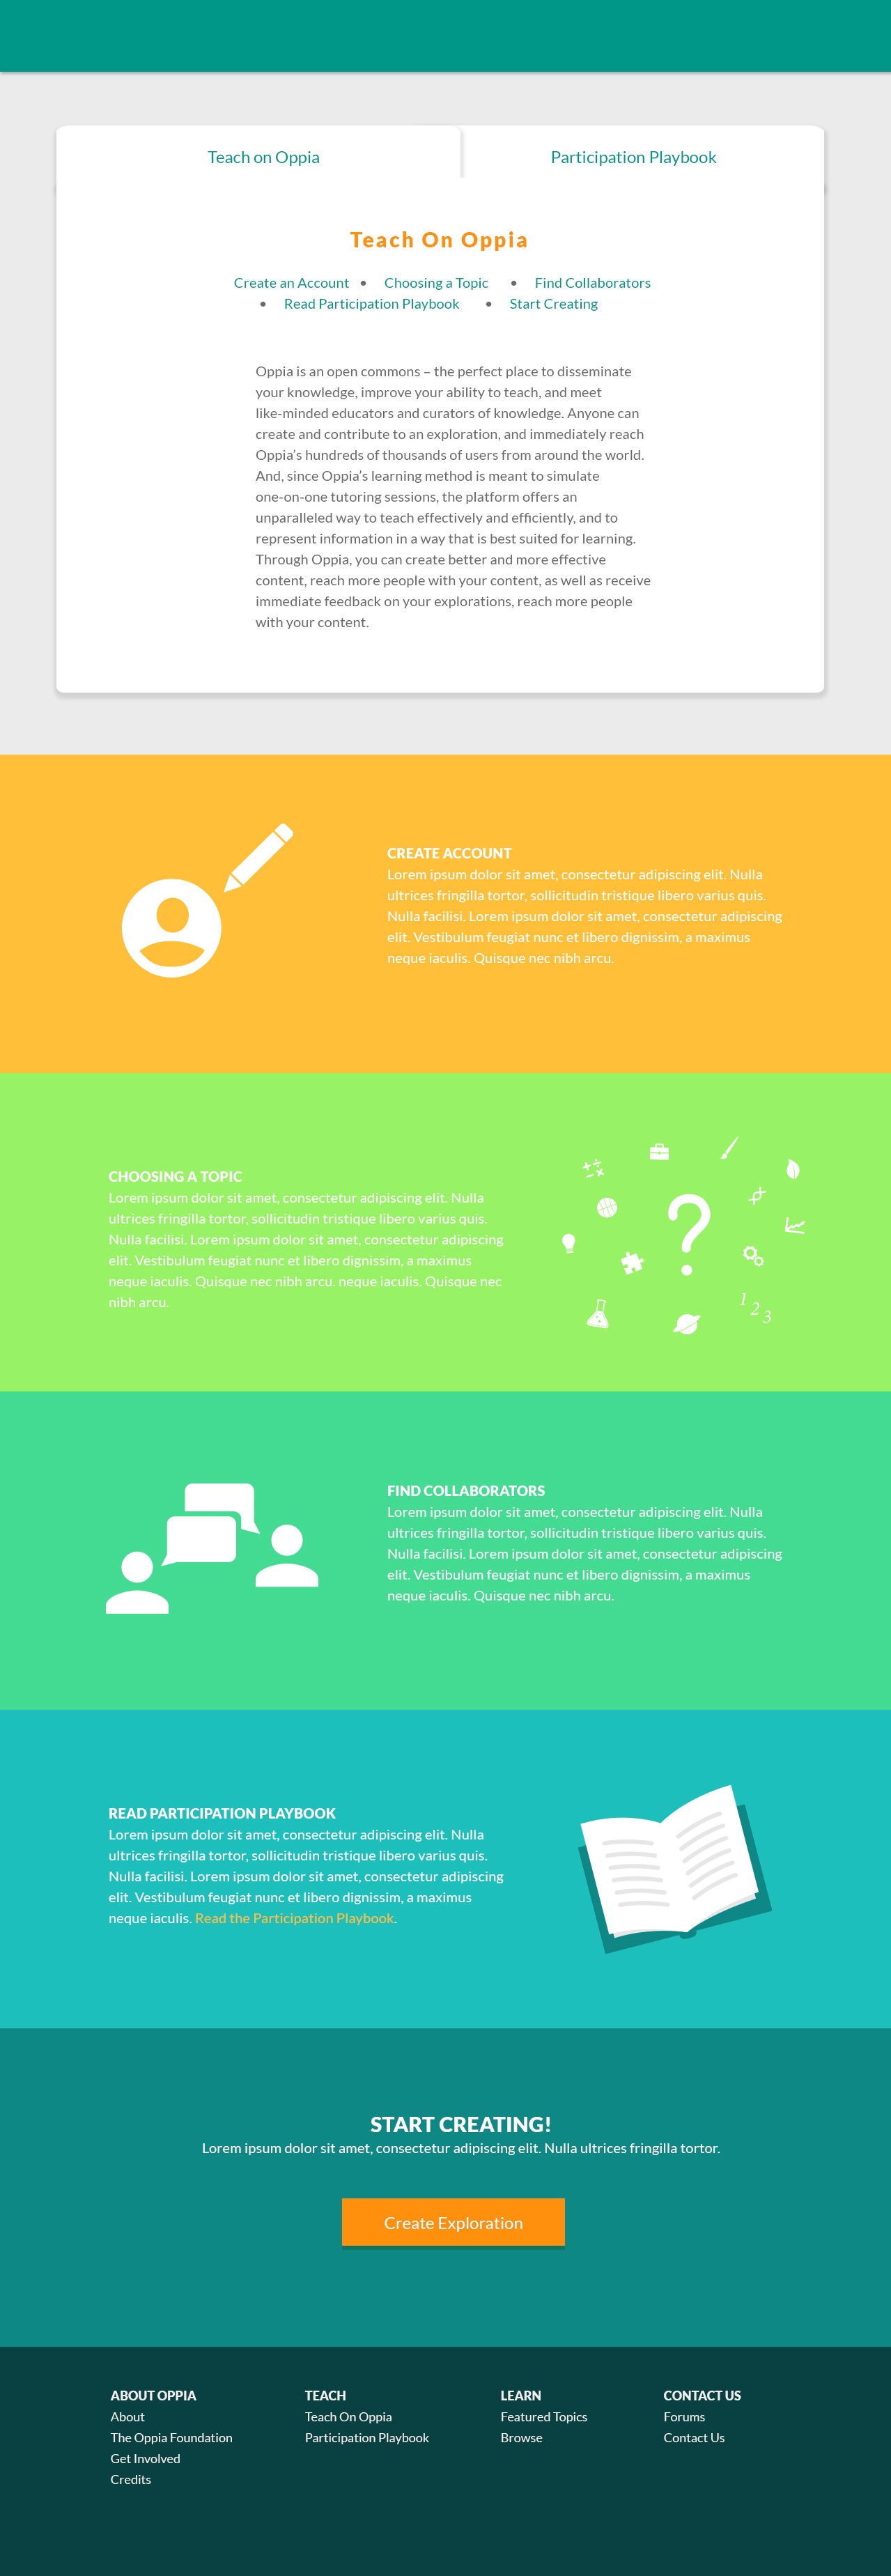 Teach on Oppia
Participation Playbook
Teach On Oppia
Create an Account • Choosing a Topic • Find Collaborators
• Read Participation Playbook • Start Creating
Oppia is an open commons – the perfect place to disseminate
your knowledge, improve your ability to teach, and meet
like-minded educators and curators of knowledge. Anyone can
create and contribute to an exploration, and immediately reach
Oppia’s hundreds of thousands of users from around the world.
And, since Oppia’s learning method is meant to simulate
one-on-one tutoring sessions, the platform offers an
unparalleled way to teach effectively and efficiently, and to
represent information in a way that is best suited for learning.
Through Oppia, you can create better and more effective
content, reach more people with your content, as well as receive
immediate feedback on your explorations, reach more people
with your content.
CREATE ACCOUNT
Lorem ipsum dolor sit amet, consectetur adipiscing elit. Nulla
ultrices fringilla tortor, sollicitudin tristique libero varius quis.
Nulla facilisi. Lorem ipsum dolor sit amet, consectetur adipiscing
elit. Vestibulum feugiat nunc et libero dignissim, a maximus
neque iaculis. Quisque nec nibh arcu.
CHOOSING A TOPIC
Lorem ipsum dolor sit amet, consectetur adipiscing elit. Nulla
ultrices fringilla tortor, sollicitudin tristique libero varius quis.
Nulla facilisi. Lorem ipsum dolor sit amet, consectetur adipiscing
elit. Vestibulum feugiat nunc et libero dignissim, a maximus
neque iaculis. Quisque nec nibh arcu. neque iaculis. Quisque nec
nibh arcu.
?
1 2 3
FIND COLLABORATORS
Lorem ipsum dolor sit amet, consectetur adipiscing elit. Nulla
ultrices fringilla tortor, sollicitudin tristique libero varius quis.
Nulla facilisi. Lorem ipsum dolor sit amet, consectetur adipiscing
elit. Vestibulum feugiat nunc et libero dignissim, a maximus
neque iaculis. Quisque nec nibh arcu.
READ PARTICIPATION PLAYBOOK
Lorem ipsum dolor sit amet, consectetur adipiscing elit. Nulla
ultrices fringilla tortor, sollicitudin tristique libero varius quis.
Nulla facilisi. Lorem ipsum dolor sit amet, consectetur adipiscing
elit. Vestibulum feugiat nunc et libero dignissim, a maximus
neque iaculis. Read the Participation Playbook.
START CREATING!
Lorem ipsum dolor sit amet, consectetur adipiscing elit. Nulla ultrices fringilla tortor.
Create Exploration
ABOUT OPPIA
About
The Oppia Foundation
Get Involved
Credits
TEACH
Teach On Oppia
Participation Playbook
LEARN
Featured Topics
Browse
CONTACT US
Forums
Contact Us